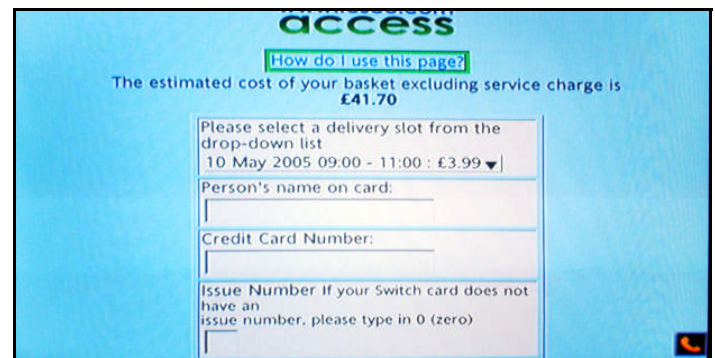 access
How do I use this page?
The estimated cost of your basket excluding service charge is
£41.70
Please select a delivery slot from the
drop-down list
10 May 2005 09:00 - 11:00 : £3.99
Person's name on card:
Credit Card Number:
Issue Number If your Switch card does not
have an
issue number, please type in 0 (zero)